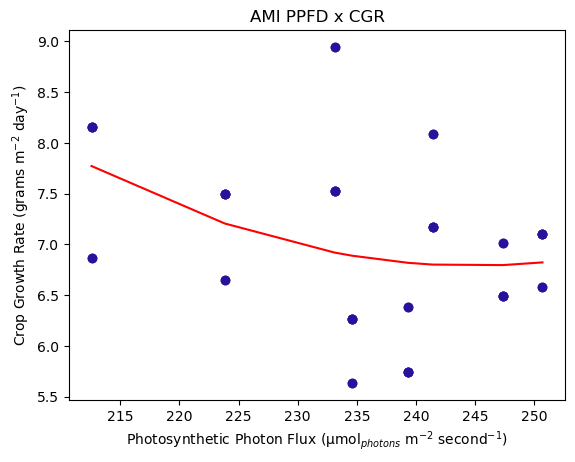 AMI PPFD x CGR
9.0
8.5
8.0
7.5
7.0
6.5
6.0
5.5
Crop Growth Rate (grams m⁻² day⁻¹)
215 220 225 230 235 240 245 250
Photosynthetic Photon Flux (μmol_photons m⁻² second⁻¹)